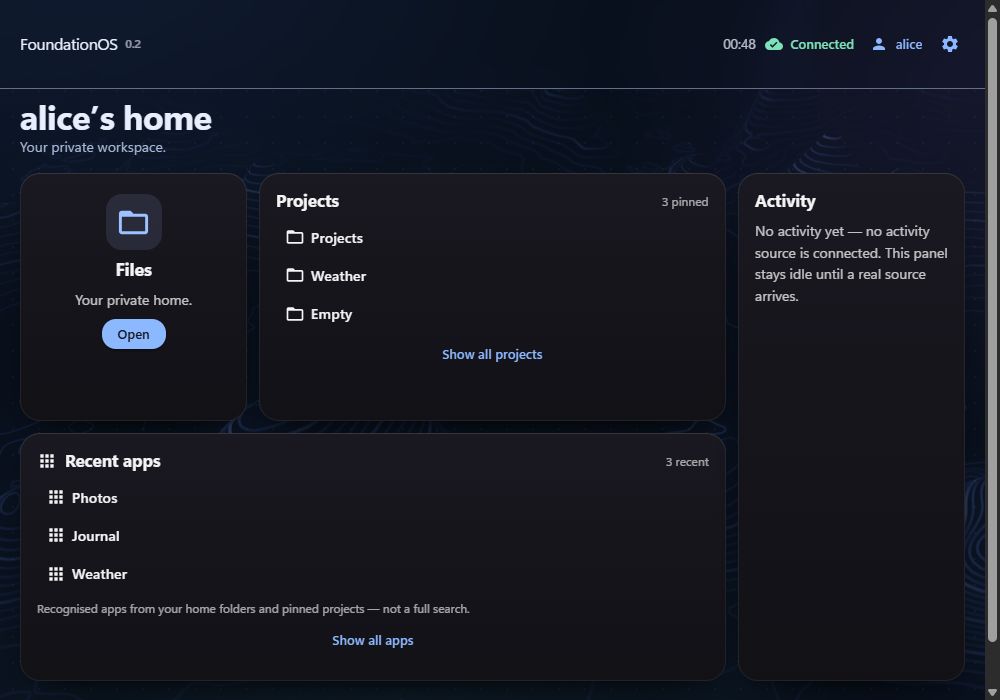 FoundationOS 0.2
00:48 Connected alice
alice’s home
Your private workspace.
Files
Your private home.
Open
Projects
3 pinned
Projects
Weather
Empty
Show all projects
Activity
No activity yet — no activity
source is connected. This panel
stays idle until a real source
arrives.
Recent apps
3 recent
Photos
Journal
Weather
Recognised apps from your home folders and pinned projects — not a full search.
Show all apps